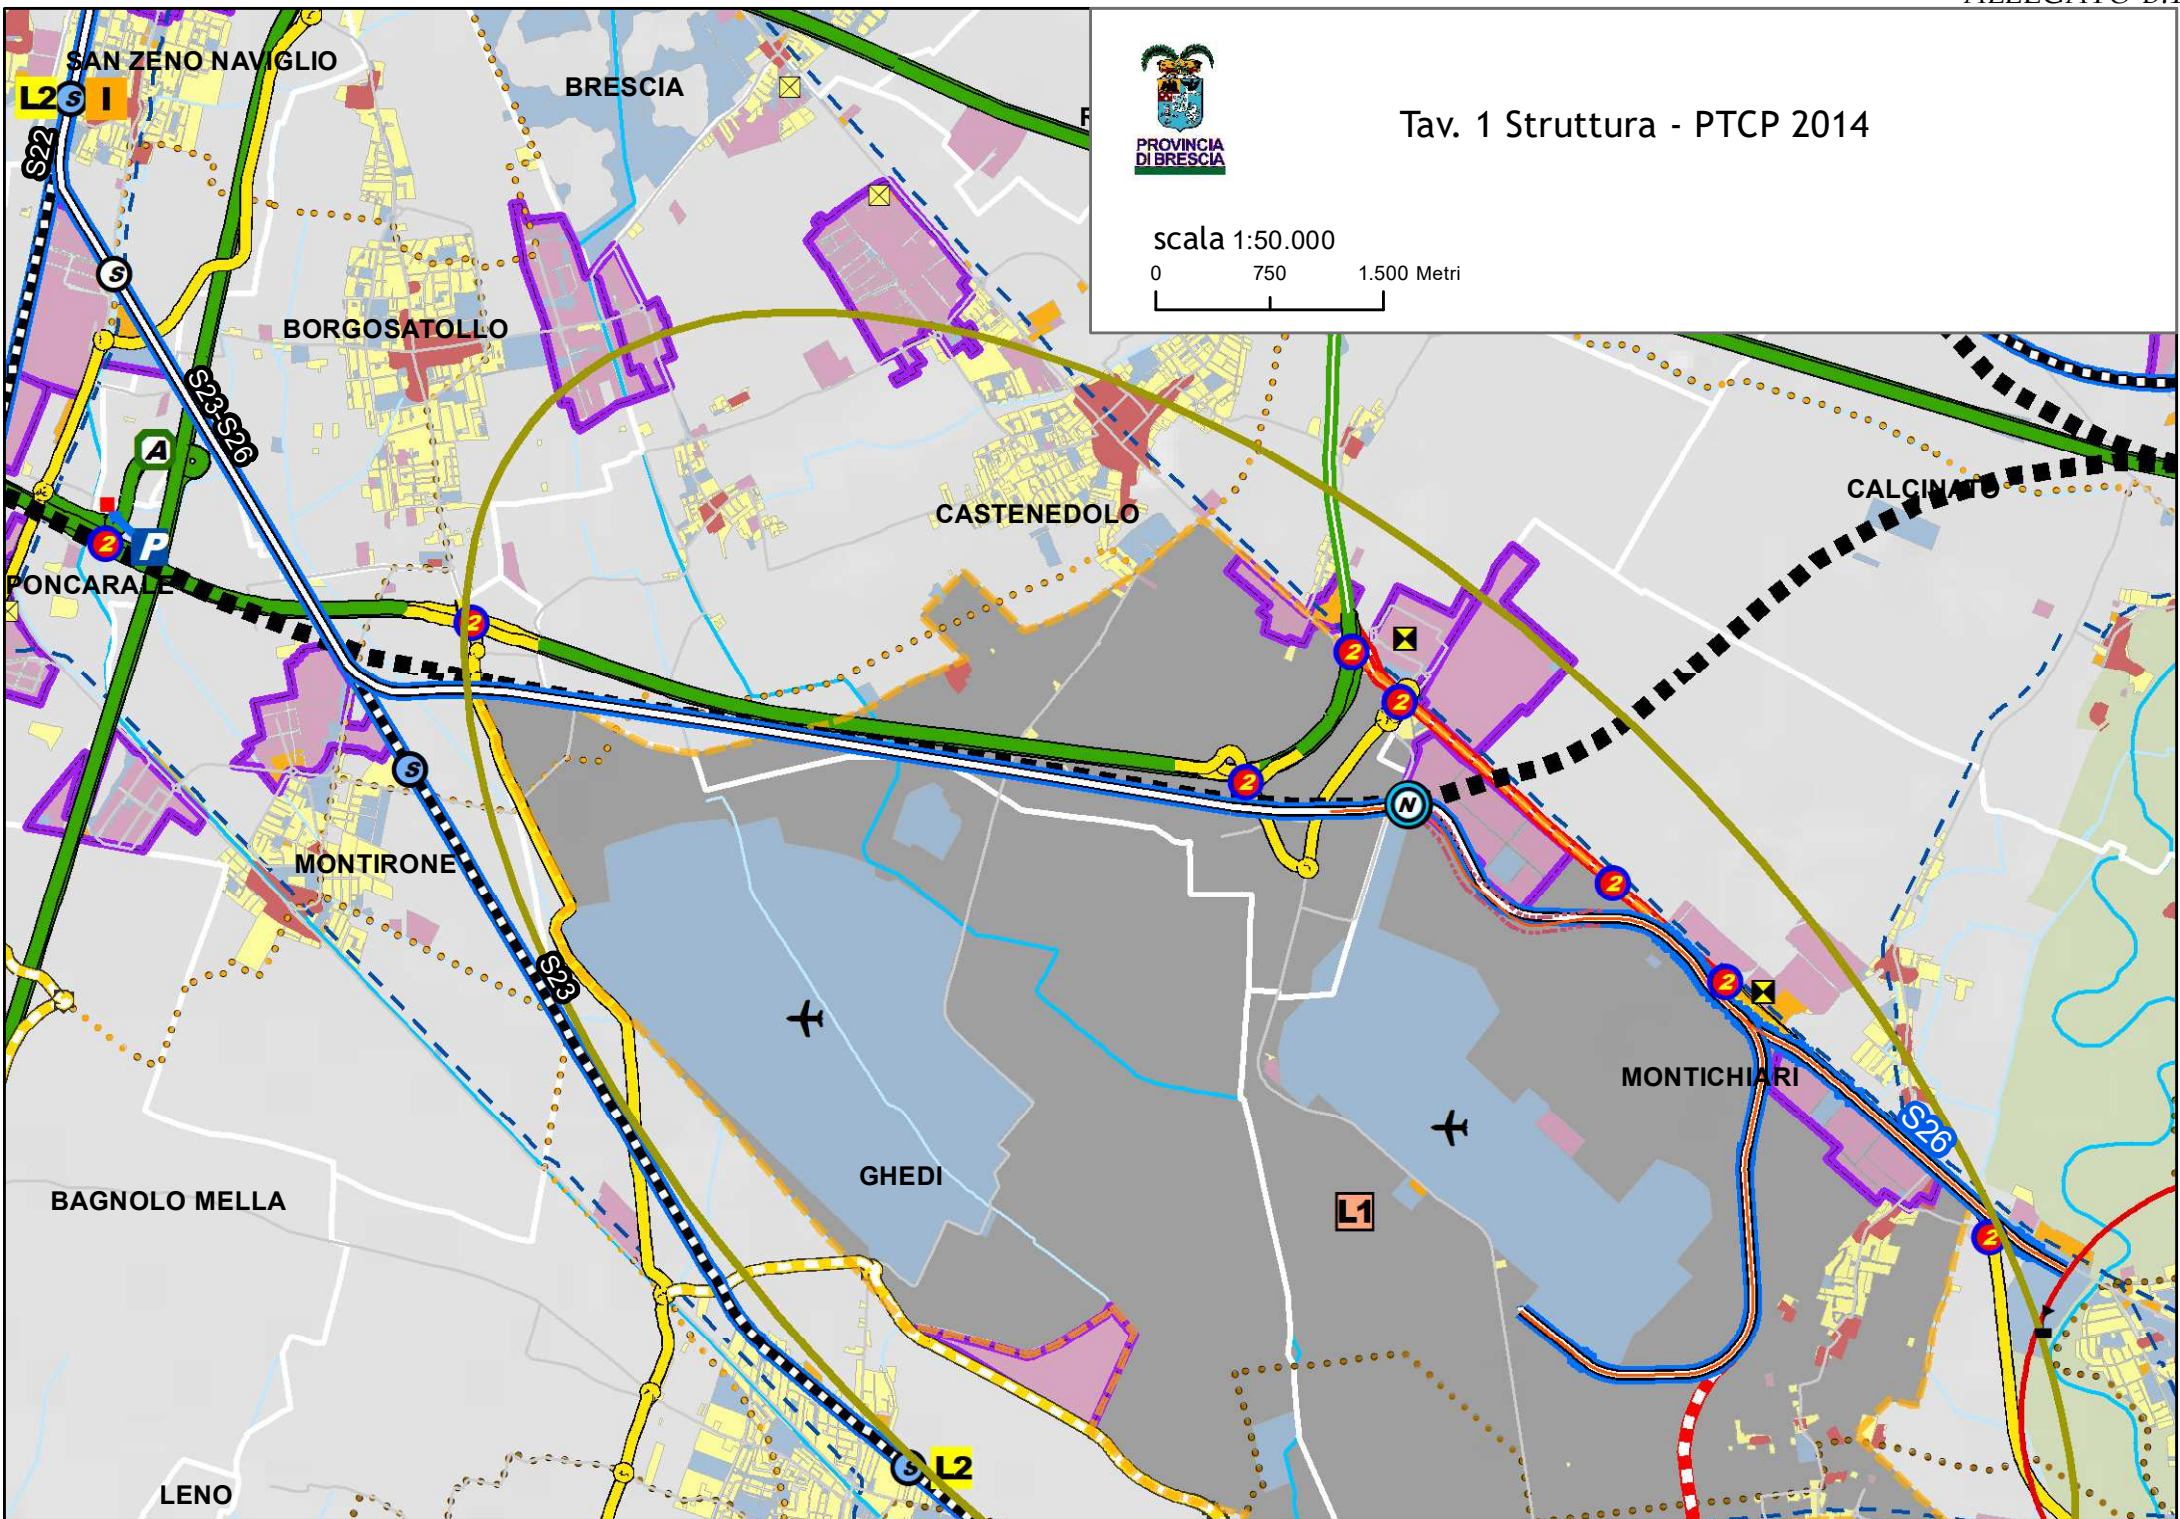 SAN ZENO NAVIGLIO
BRESCIA
L2 S I
S22
PROVINCIA
DI BRESCIA
Tav. 1 Struttura - PTCP 2014
scala 1:50.000
0 750 1.500 Metri
S
BORGOSATOLLO
S23-S26
A
CALCINATO
CASTENEDOLO
2 P
PONCARALE
2
2
2
2
N
S
MONTIRONE
2
S23
2
MONTICHIARI
S26
GHEDI
BAGNOLO MELLA
L1
2
S L2
LENO